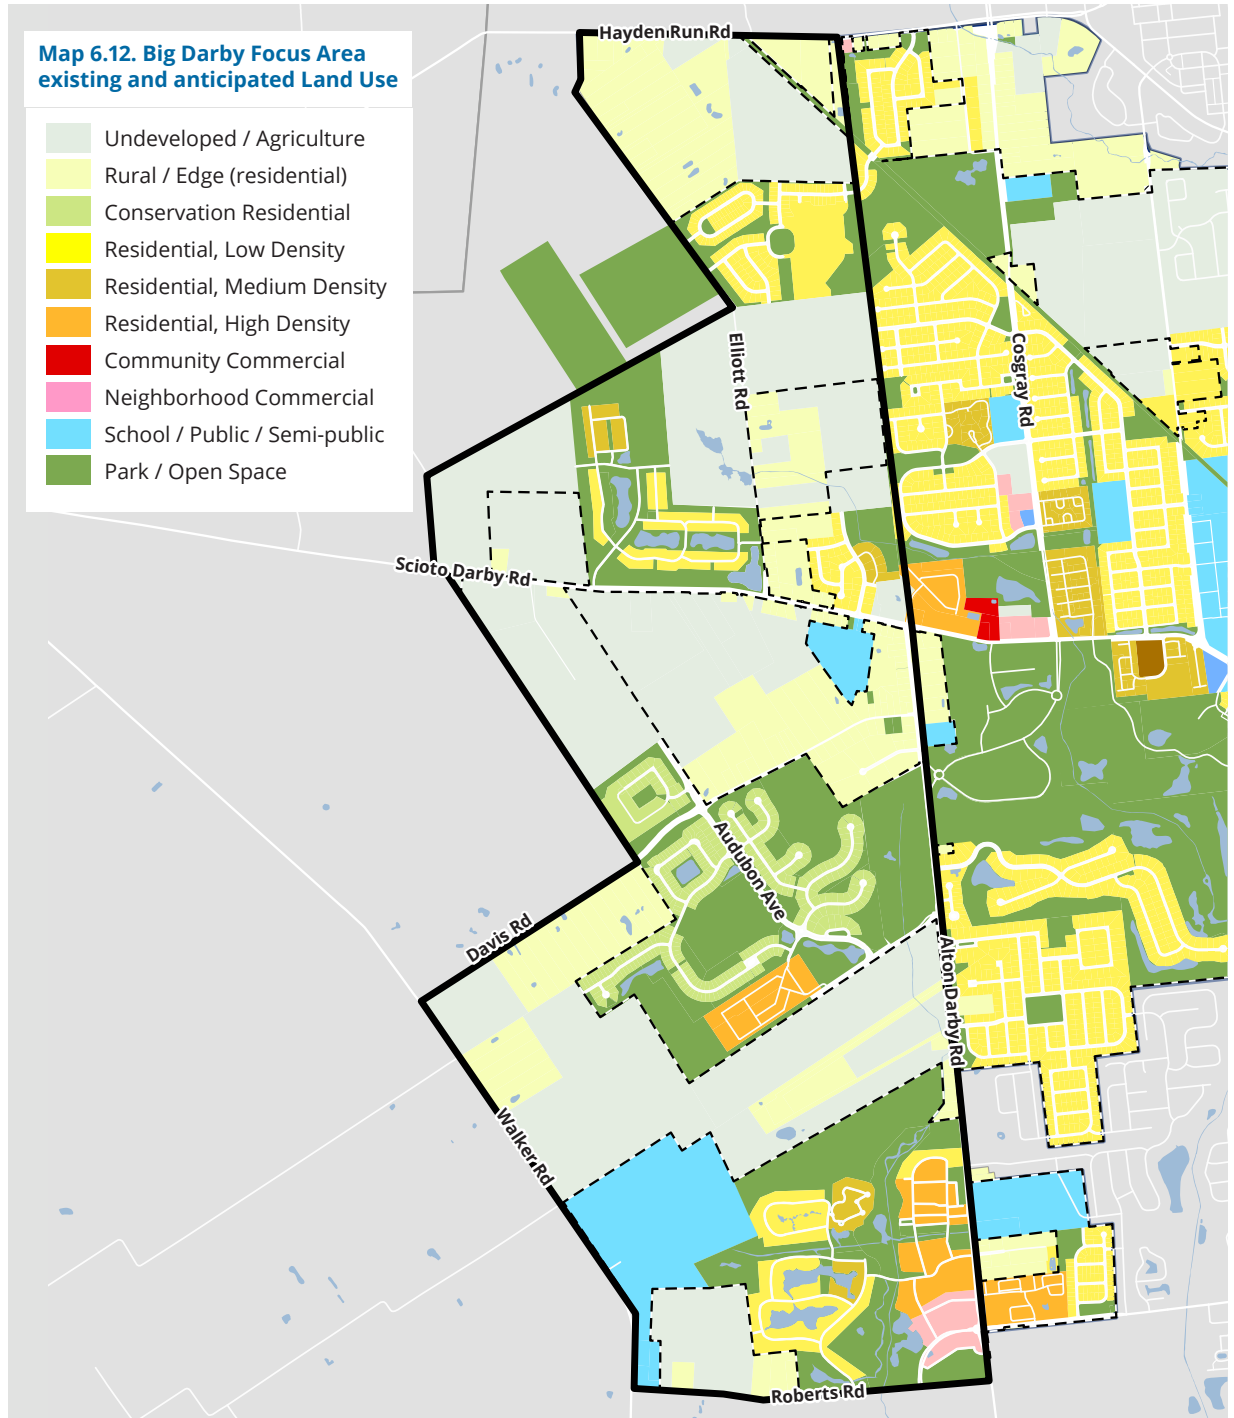 Map 6.12. Big Darby Focus Area
existing and anticipated Land Use
Undeveloped / Agriculture
Rural / Edge (residential)
Conservation Residential
Residential, Low Density
Residential, Medium Density
Residential, High Density
Community Commercial
Neighborhood Commercial
School / Public / Semi-public
Park / Open Space
Hayden Run Rd
Elliott Rd
Cosgray Rd
Scioto Darby Rd
Audubon Ave
Davis Rd
Alton Darby Rd
Walker Rd
Roberts Rd